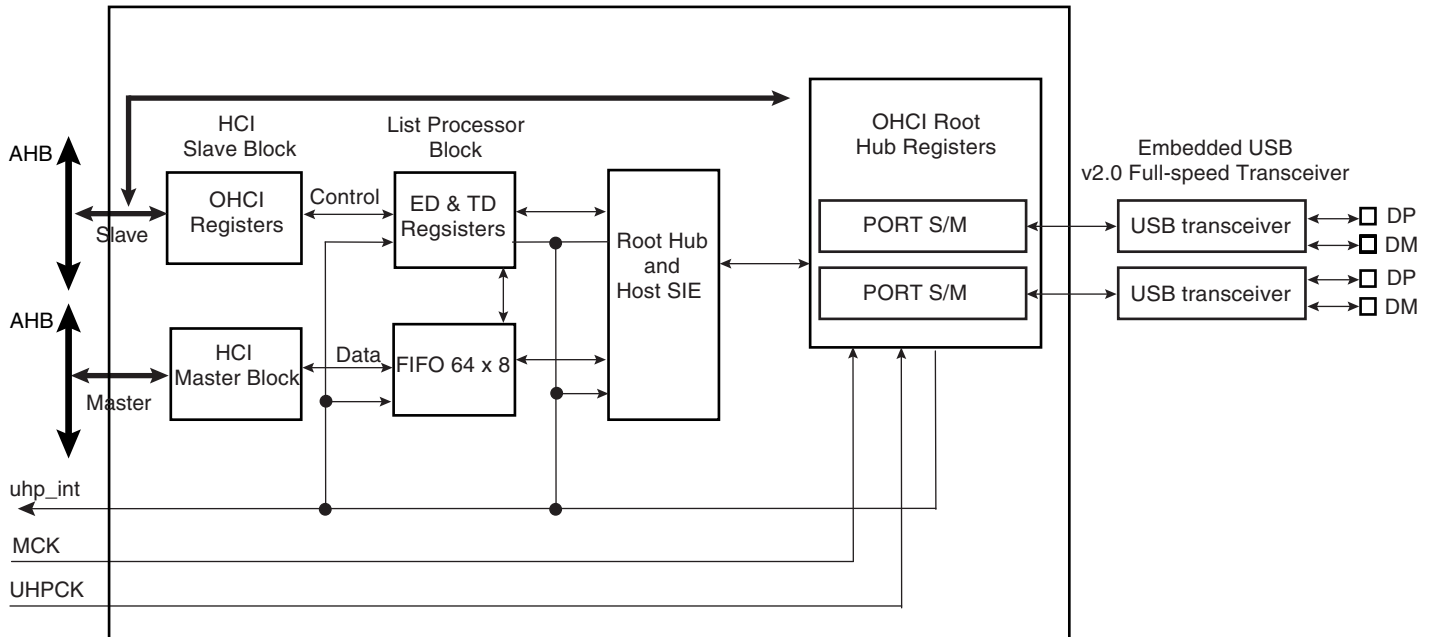 HCI
Slave Block
List Processor
Block
OHCI Root
Hub Registers
Embedded USB
v2.0 Full-speed Transceiver
AHB
Slave
OHCI
Registers
Control
ED & TD
Regsisters
Root Hub
and
Host SIE
PORT S/M
USB transceiver
DP
DM
PORT S/M
USB transceiver
DP
DM
AHB
Master
HCI
Master Block
Data
FIFO 64 x 8
uhp_int
MCK
UHPCK